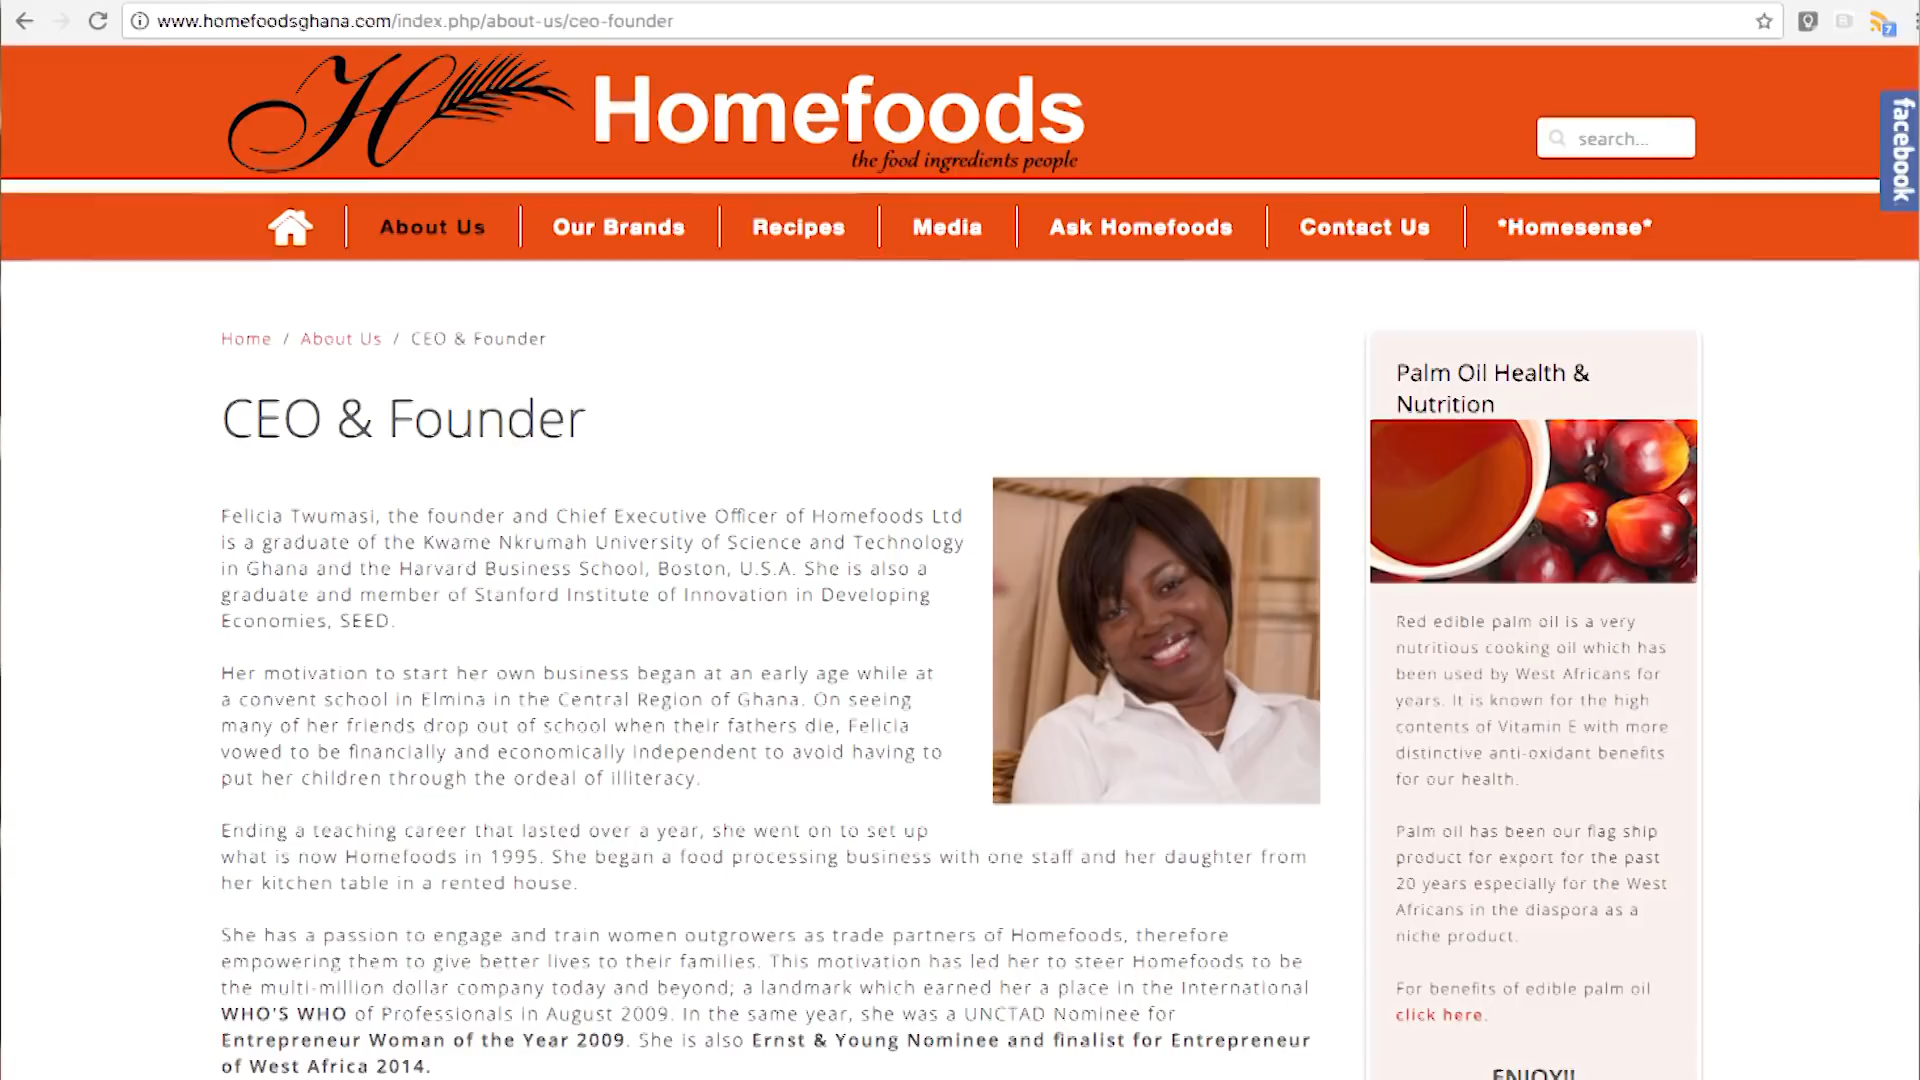 www.homefoodsghana.com/index.php/about-us/ceo-founder
7
H
Homefoods
the food ingredients people
search...
facebook
About Us
Our Brands
Recipes
Media
Ask Homefoods
Contact Us
*Homesense*
Home / About Us / CEO & Founder
CEO & Founder
Felicia Twumasi, the founder and Chief Executive Officer of Homefoods Ltd
is a graduate of the Kwame Nkrumah University of Science and Technology
in Ghana and the Harvard Business School, Boston, U.S.A. She is also a
graduate and member of Stanford Institute of Innovation in Developing
Economies, SEED.
Her motivation to start her own business began at an early age while at
a convent school in Elmina in the Central Region of Ghana. On seeing
many of her friends drop out of school when their fathers die, Felicia
vowed to be financially and economically independent to avoid having to
put her children through the ordeal of illiteracy.
Ending a teaching career that lasted over a year, she went on to set up
what is now Homefoods in 1995. She began a food processing business with one staff and her daughter from
her kitchen table in a rented house.
She has a passion to engage and train women outgrowers as trade partners of Homefoods, therefore
empowering them to give better lives to their families. This motivation has led her to steer Homefoods to be
the multi-million dollar company today and beyond; a landmark which earned her a place in the International
WHO'S WHO of Professionals in August 2009. In the same year, she was a UNCTAD Nominee for
Entrepreneur Woman of the Year 2009. She is also Ernst & Young Nominee and finalist for Entrepreneur
of West Africa 2014.
Palm Oil Health &
Nutrition
Red edible palm oil is a very
nutritious cooking oil which has
been used by West Africans for
years. It is known for the high
contents of Vitamin E with more
distinctive anti-oxidant benefits
for our health.
Palm oil has been our flag ship
product for export for the past
20 years especially for the West
Africans in the diaspora as a
niche product.
For benefits of edible palm oil
click here.
ENJOY!!